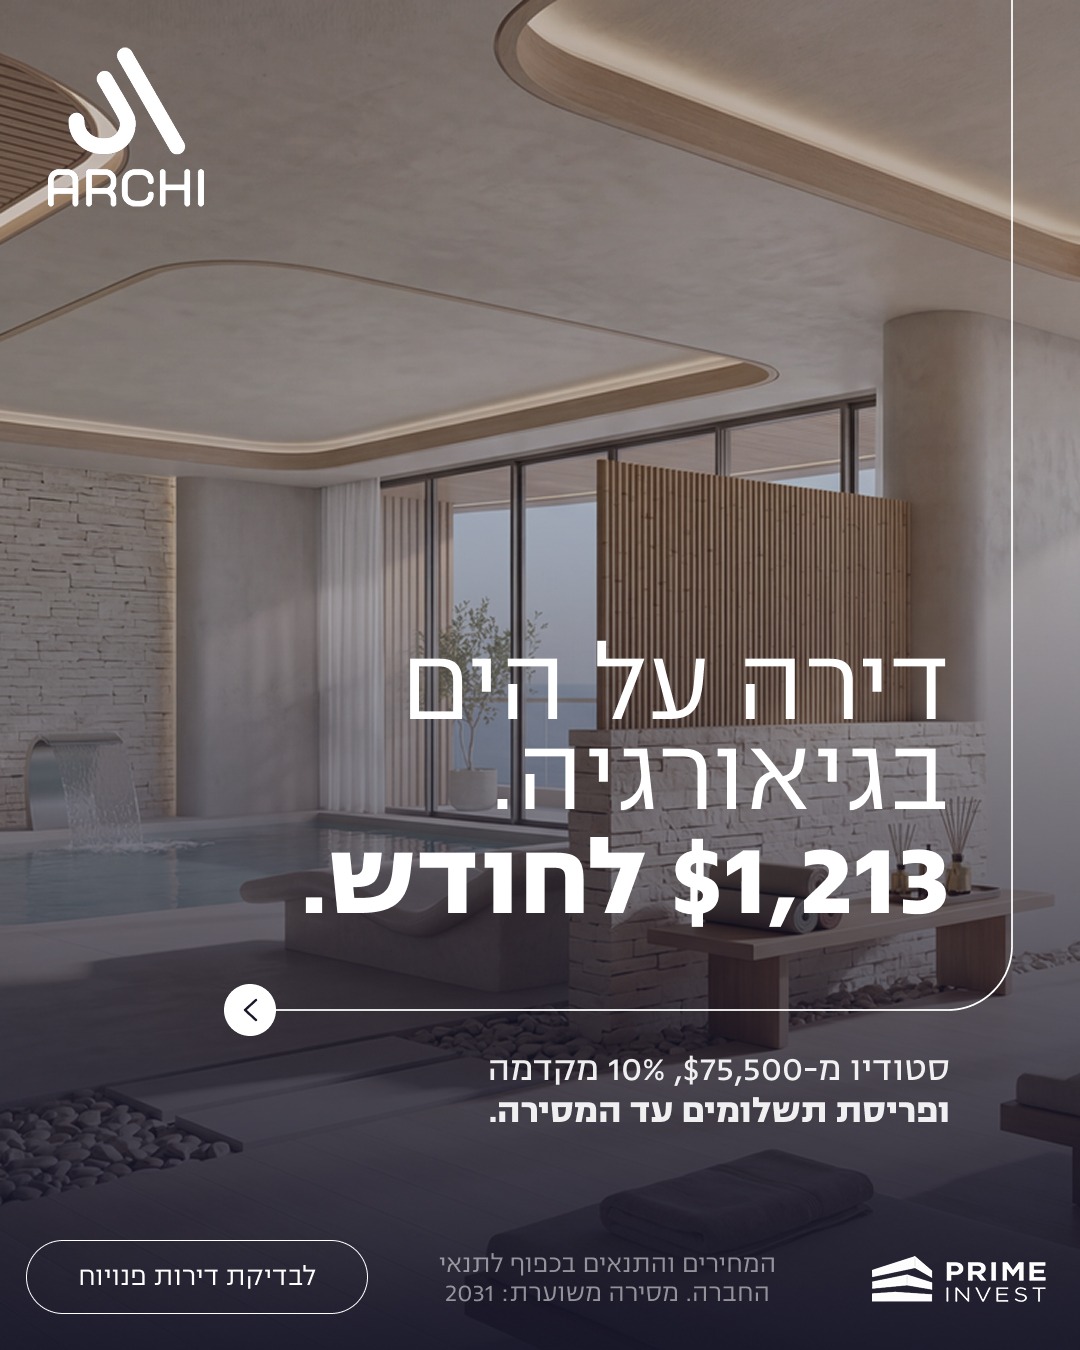 ARCHI
דירה על הים
בגיאורגיה.
$1,213 לחודש.
סטודיו מ-$75,500, 10% מקדמה
ופריסת תשלומים עד המסירה.
לבדיקת דירות פנויות
המחירים והתנאים בכפוף לתנאי
החברה. מסירה משוערת: 2031
PRIME
INVEST